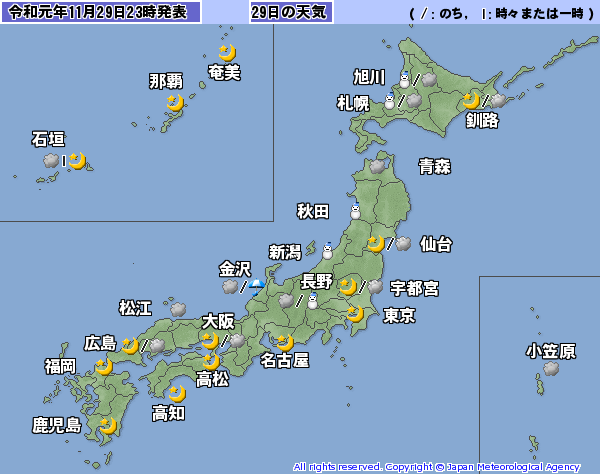 令和元年11月29日23時発表
29日の天気
( / : のち, | : 時々または一時 )
奄美
那覇
旭川
札幌
釧路
石垣
青森
秋田
仙台
新潟
金沢
長野
宇都宮
松江
大阪
東京
広島
名古屋
小笠原
福岡
高松
高知
鹿児島
All rights reserved. Copyright © Japan Meteorological Agency